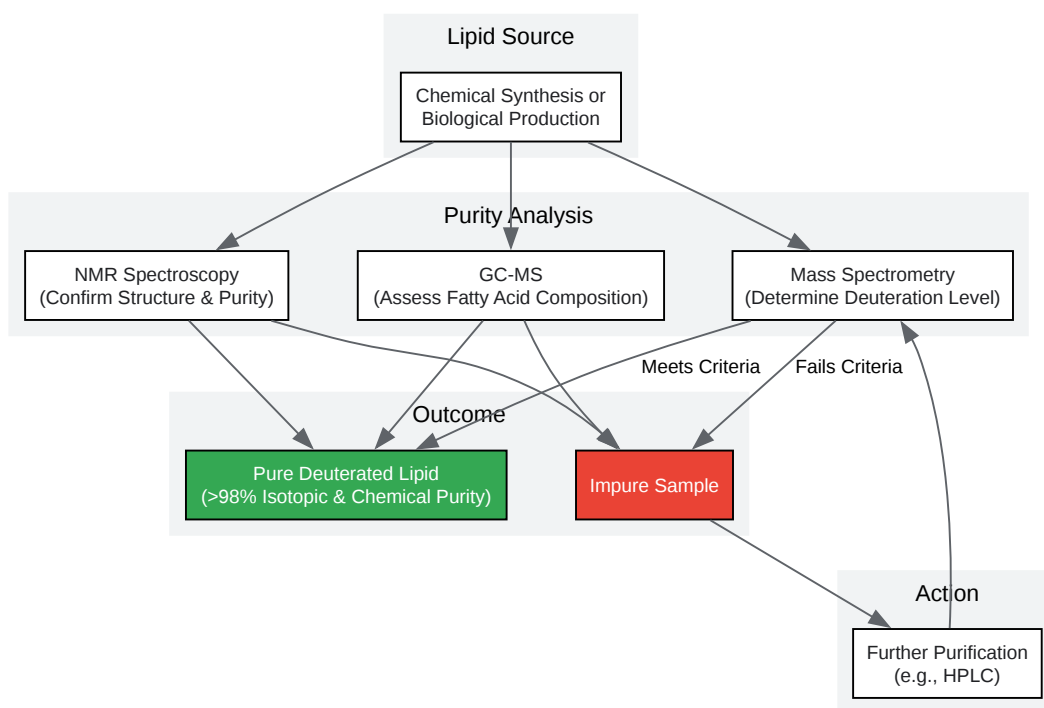 Lipid Source
Chemical Synthesis or
Biological Production
Purity Analysis
NMR Spectroscopy
(Confirm Structure & Purity)
GC-MS
(Assess Fatty Acid Composition)
Mass Spectrometry
(Determine Deuteration Level)
Meets Criteria
Fails Criteria
Outcome
Pure Deuterated Lipid
(>98% Isotopic & Chemical Purity)
Impure Sample
Action
Further Purification
(e.g., HPLC)